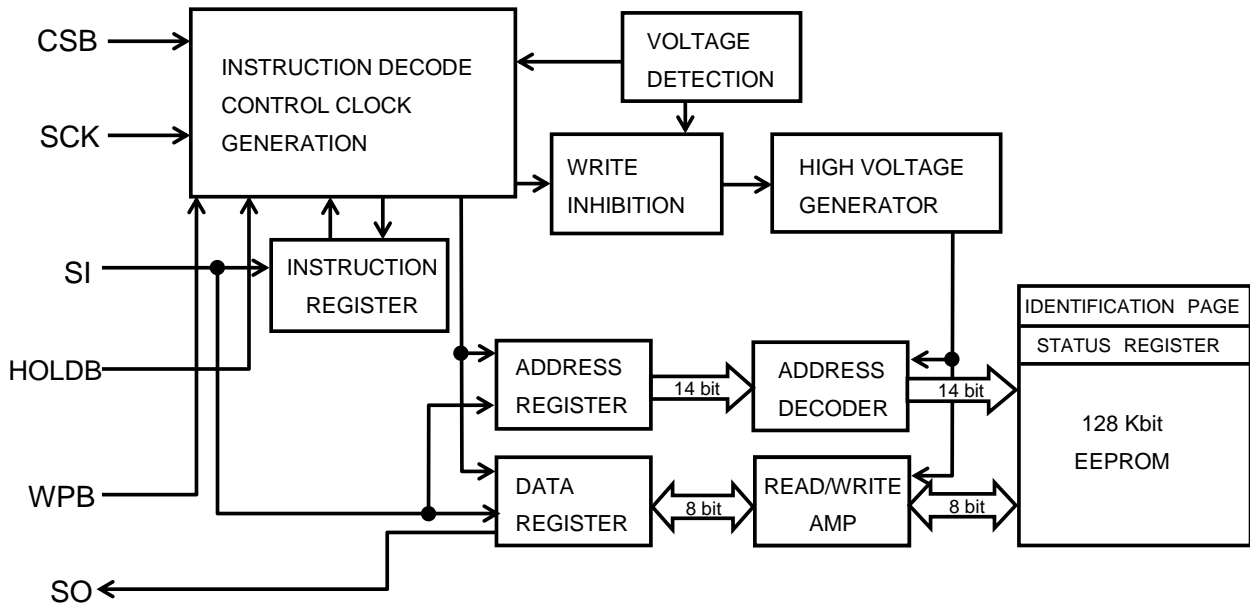 CSB
SCK
SI
HOLDB
WPB
SO
INSTRUCTION DECODE
CONTROL CLOCK
GENERATION
VOLTAGE
DETECTION
WRITE
INHIBITION
HIGH VOLTAGE
GENERATOR
INSTRUCTION
REGISTER
ADDRESS
REGISTER
14 bit
ADDRESS
DECODER
14 bit
DATA
REGISTER
8 bit
READ/WRITE
AMP
8 bit
IDENTIFICATION PAGE
STATUS REGISTER
128 Kbit
EEPROM